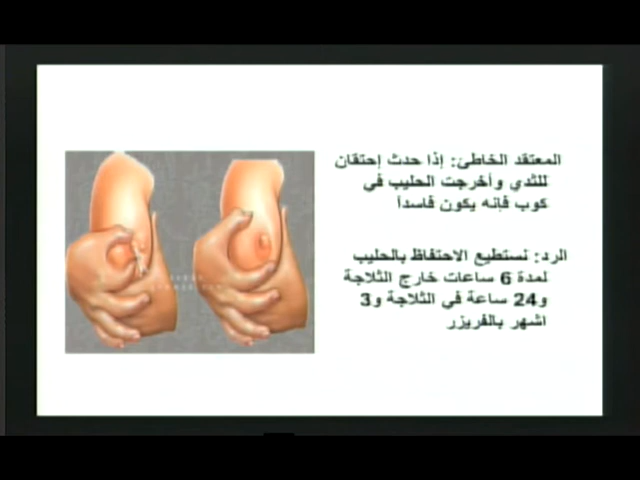 المعتقد الخاطئ: إذا حدث إحتقان
للثدي وأخرجت الحليب في
كوب فإنه يكون فاسداً
الرد: نستطيع الاحتفاظ بالحليب
لمدة 6 ساعات خارج الثلاجة
و24 ساعة في الثلاجة و3
اشهر بالفريزر